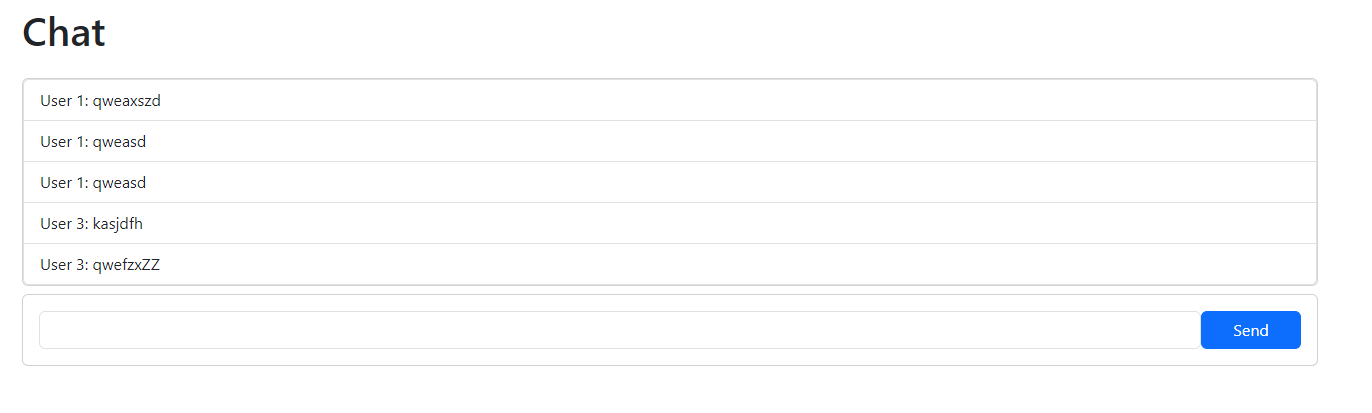 Chat
User 1: qweaxszd
User 1: qweasd
User 1: qweasd
User 3: kasjdfh
User 3: qwefzxZZ
Send